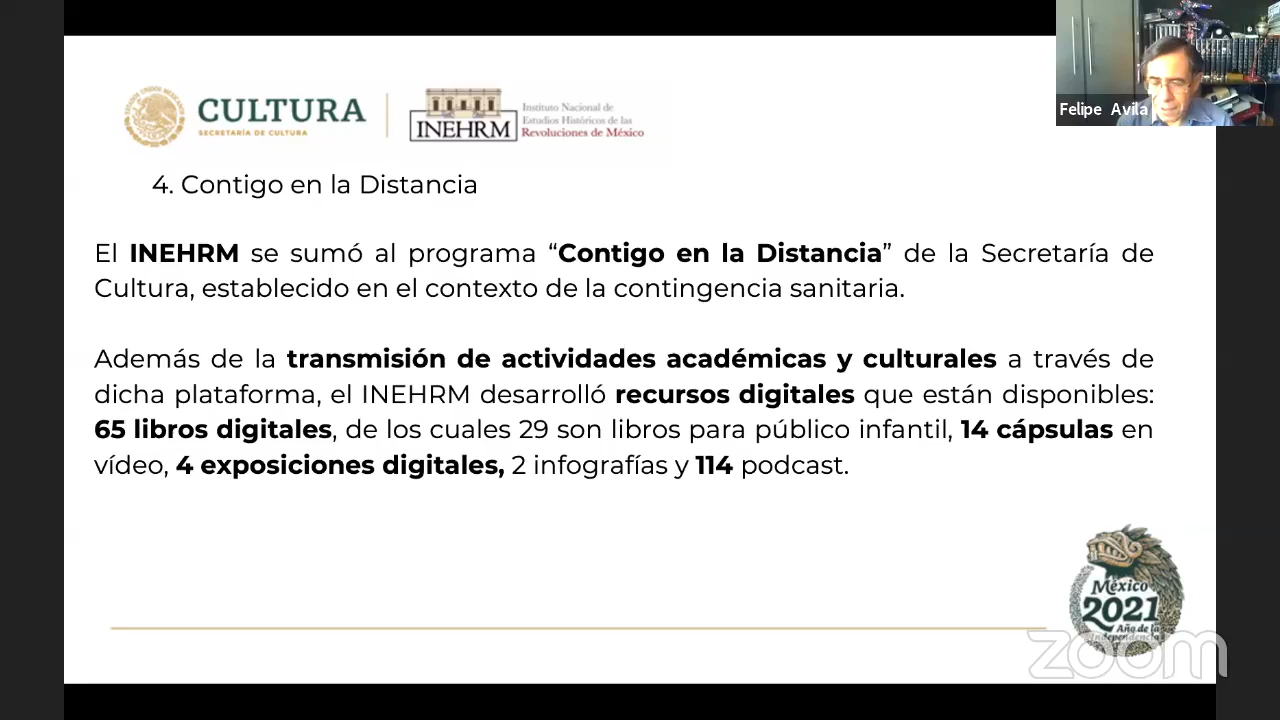 CULTURA
SECRETARÍA DE CULTURA
INEHRM
Instituto Nacional de
Estudios Históricos de las
Revoluciones de México
Felipe Avila
4. Contigo en la Distancia
El INEHRM se sumó al programa “Contigo en la Distancia” de la Secretaría de
Cultura, establecido en el contexto de la contingencia sanitaria.
Además de la transmisión de actividades académicas y culturales a través de
dicha plataforma, el INEHRM desarrolló recursos digitales que están disponibles:
65 libros digitales, de los cuales 29 son libros para público infantil, 14 cápsulas en
vídeo, 4 exposiciones digitales, 2 infografías y 114 podcast.
México
2021
Año de la
Independencia
zoom